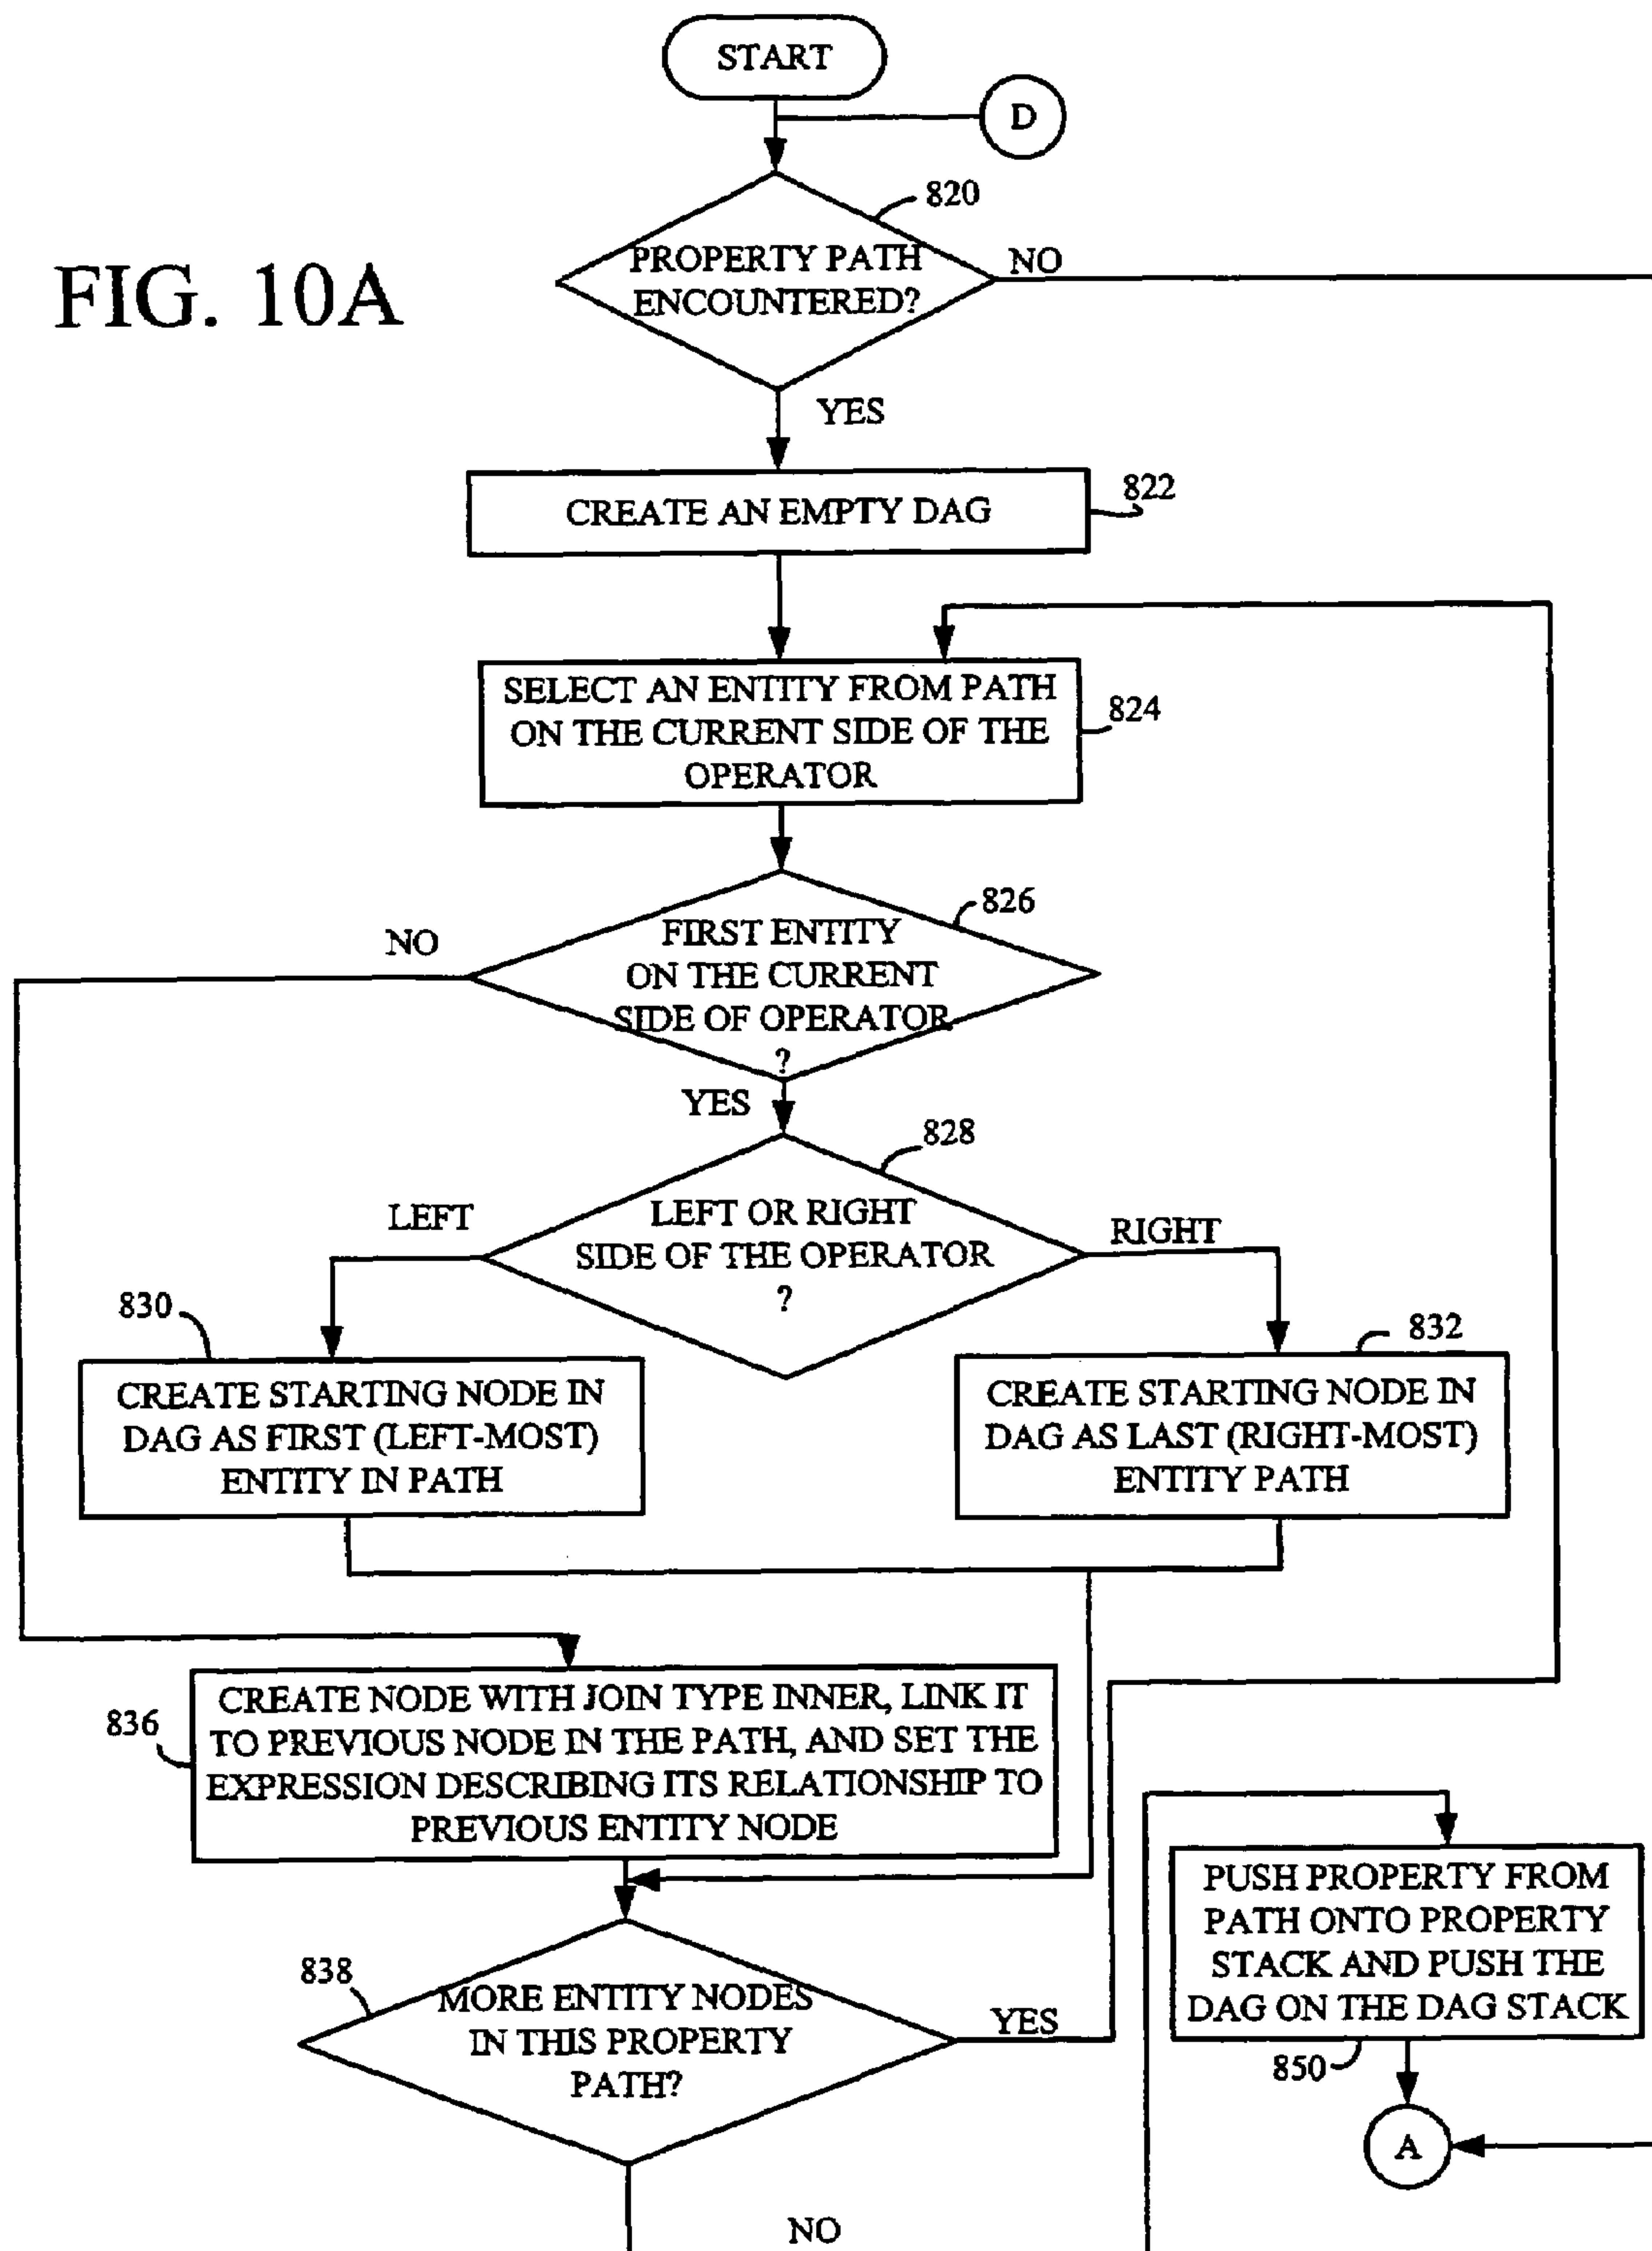 START
D
820
FIG. 10A
PROPERTY PATH
ENCOUNTERED?
NO
YES
CREATE AN EMPTY DAG
822
SELECT AN ENTITY FROM PATH
ON THE CURRENT SIDE OF THE
OPERATOR
824
826
NO
FIRST ENTITY
ON THE CURRENT
SIDE OF OPERATOR
?
YES
828
LEFT
LEFT OR RIGHT
SIDE OF THE OPERATOR
?
RIGHT
830
832
CREATE STARTING NODE IN
DAG AS FIRST (LEFT-MOST)
ENTITY IN PATH
CREATE STARTING NODE IN
DAG AS LAST (RIGHT-MOST)
ENTITY PATH
836
CREATE NODE WITH JOIN TYPE INNER, LINK IT
TO PREVIOUS NODE IN THE PATH, AND SET THE
EXPRESSION DESCRIBING ITS RELATIONSHIP TO
PREVIOUS ENTITY NODE
PUSH PROPERTY FROM
PATH ONTO PROPERTY
STACK AND PUSH THE
DAG ON THE DAG STACK
850
838
MORE ENTITY NODES
IN THIS PROPERTY
PATH?
YES
A
NO